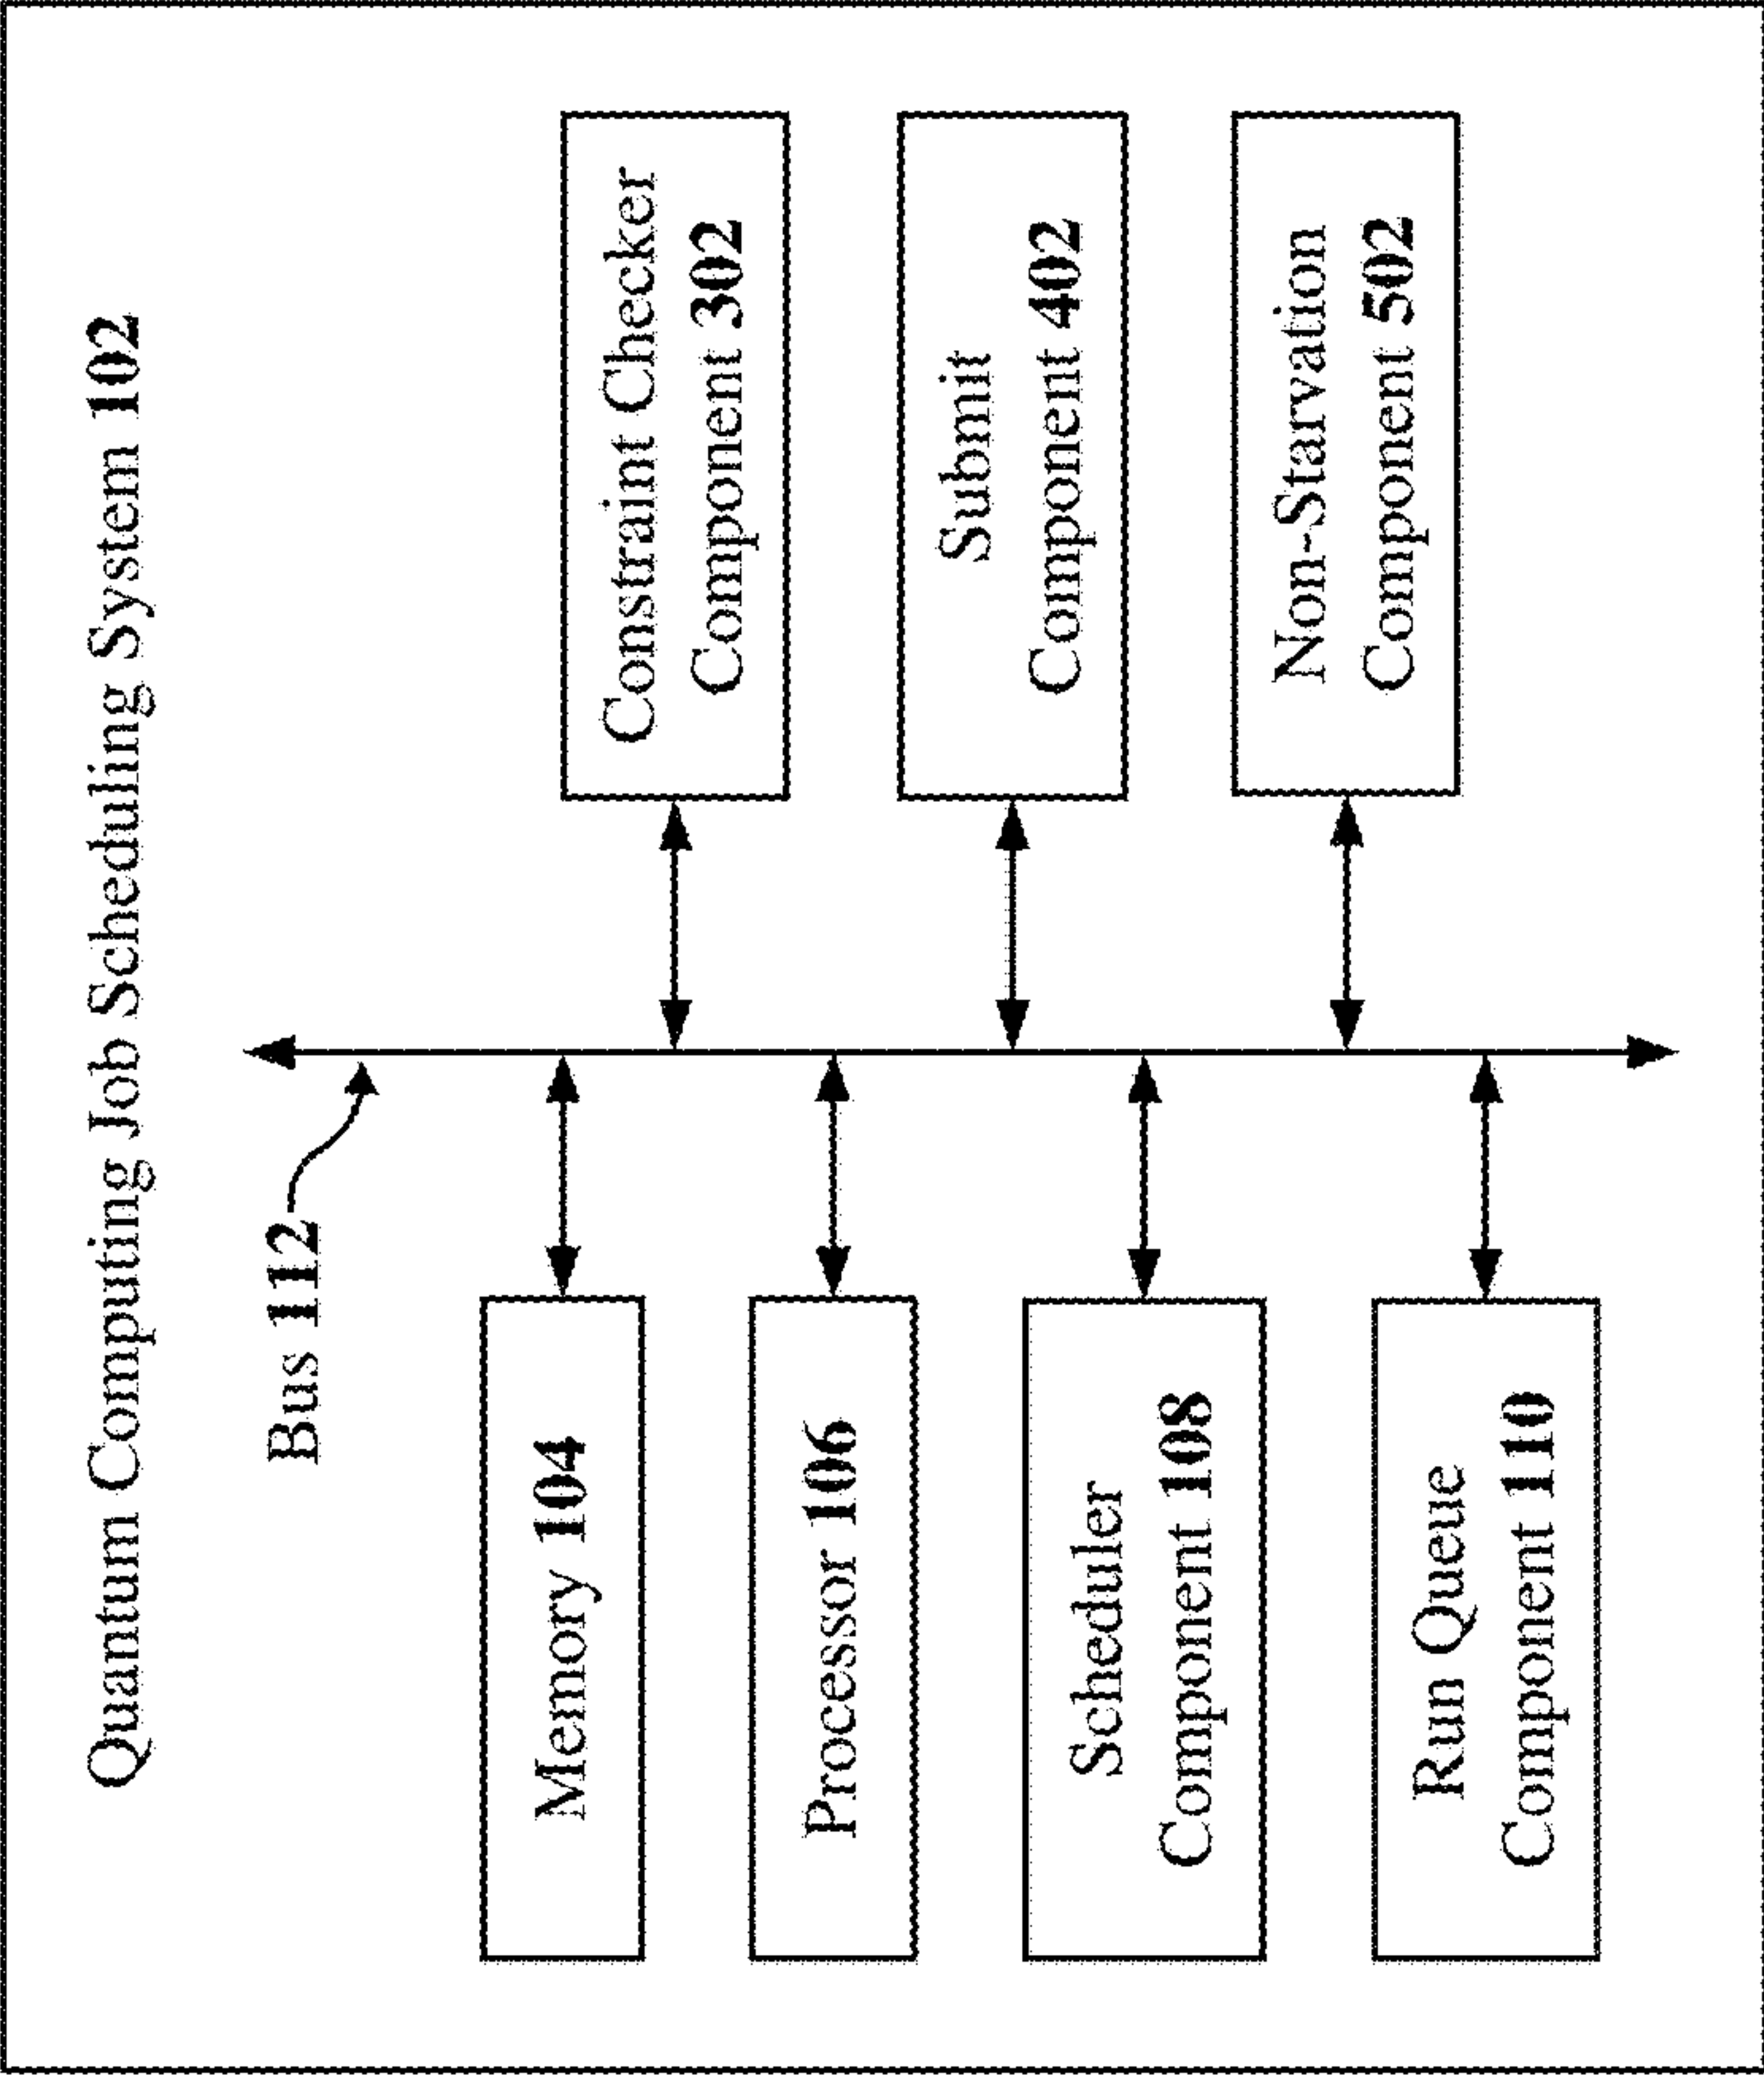 Quantum Computing Job Scheduling System 102
Bus 112
Memory 104
Processor 106
Scheduler
Component 108
Run Queue
Component 110
Constraint Checker
Component 302
Submit
Component 402
Non-Starvation
Component 502